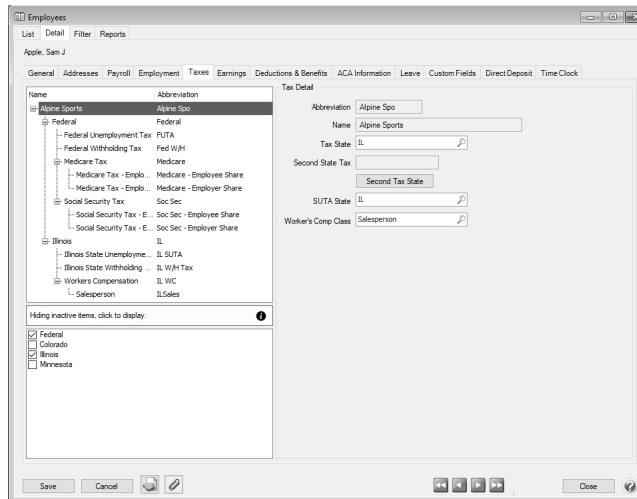 Employees
List Detail Filter Reports
Apple, Sam J
General Addresses Payroll Employment Taxes Earnings Deductions & Benefits ACA Information Leave Custom Fields Direct Deposit Time Clock
Name Abbreviation
Alpine Sports Alpine Spo
Federal Federal
Federal Unemployment Tax FUTA
Federal Withholding Tax Fed W/H
Medicare Tax Medicare
Medicare Tax - Emplo... Medicare - Employee Share
Medicare Tax - Emplo... Medicare - Employer Share
Social Security Tax Soc Sec
Social Security Tax - E... Soc Sec - Employee Share
Social Security Tax - E... Soc Sec - Employer Share
Illinois IL
Illinois State Unemployme... IL SUTA
Illinois State Withholding ... IL W/H Tax
Workers Compensation IL WC
Salesperson ILSales
Hiding inactive items, click to display.
Federal
Colorado
Illinois
Minnesota
Tax Detail
Abbreviation Alpine Spo
Name Alpine Sports
Tax State IL
Second State Tax
Second Tax State
SUTA State IL
Worker's Comp Class Salesperson
Save Cancel Close